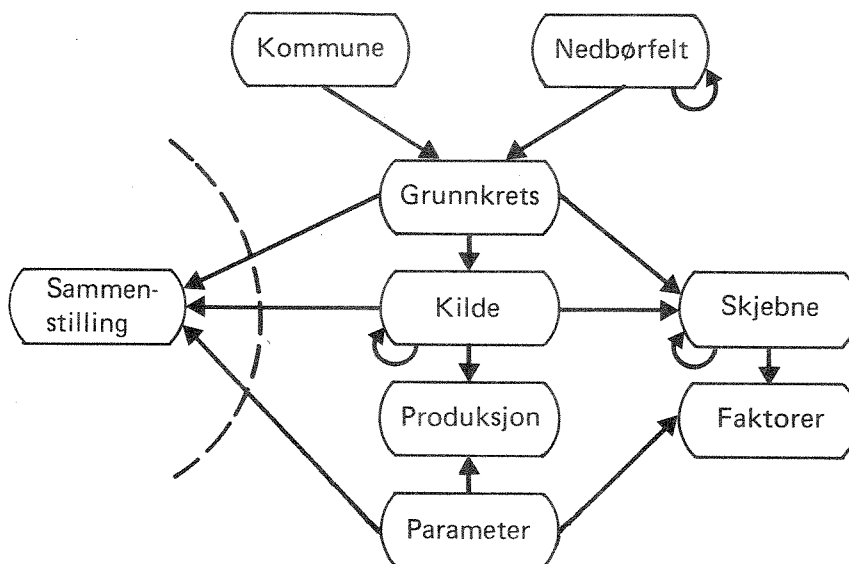 Kommune
Nedbørfelt
Grunnkrets
Sammen-
stilling
Kilde
Skjebne
Produksjon
Faktorer
Parameter